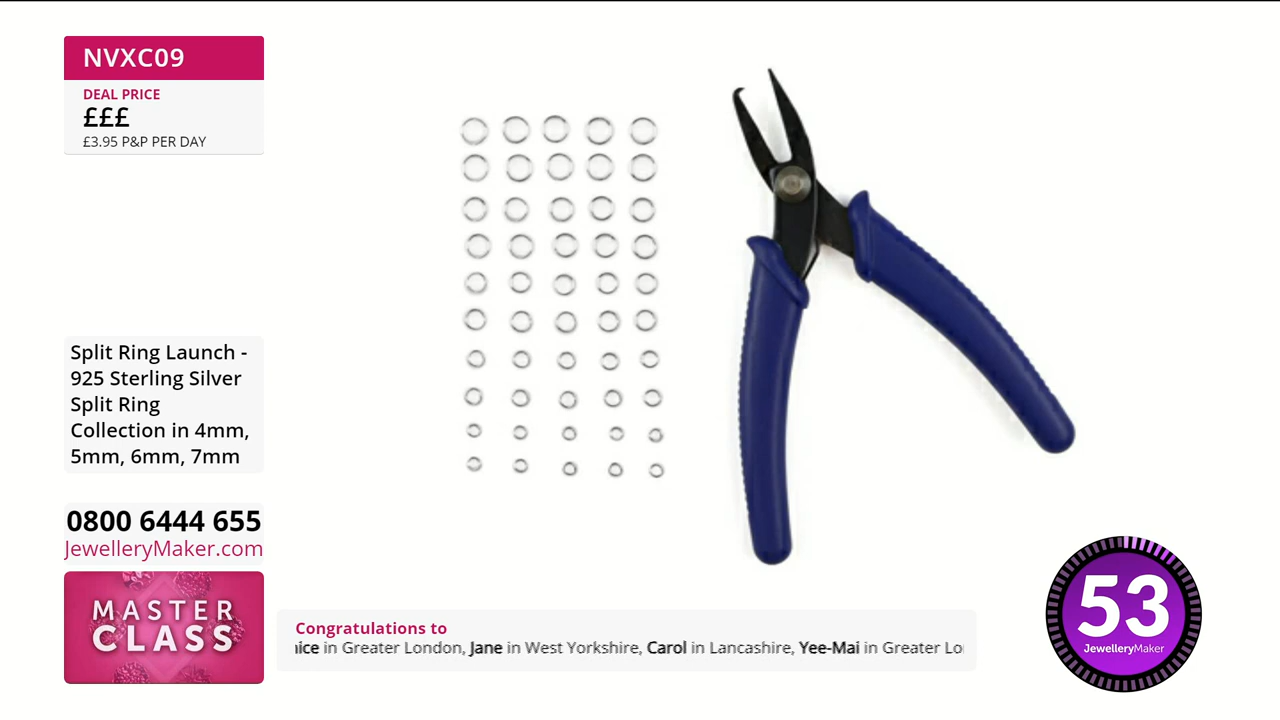 NVXC09
DEAL PRICE
£££
£3.95 P&P PER DAY
Split Ring Launch -
925 Sterling Silver
Split Ring
Collection in 4mm,
5mm, 6mm, 7mm
0800 6444 655
JewelleryMaker.com
MASTER
CLASS
Congratulations to
in Greater London, Jane in West Yorkshire, Carol in Lancashire, Yee-Mai in Greater
53
JewelleryMaker